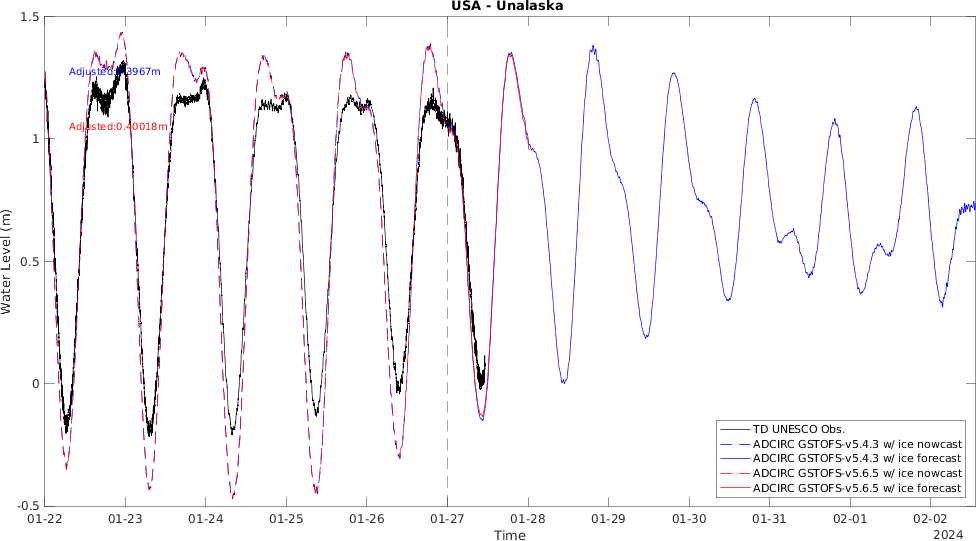 USA - Unalaska
Adjusted:0.3967m
Adjusted:0.40018m
Water Level (m)
1.5
1
0.5
0
-0.5
01-22 01-23 01-24 01-25 01-26 01-27 01-28 01-29 01-30 01-31 02-01 02-02
2024
Time
TD UNESCO Obs.
ADCIRC GSTOFS-v5.4.3 w/ ice nowcast
ADCIRC GSTOFS-v5.4.3 w/ ice forecast
ADCIRC GSTOFS-v5.6.5 w/ ice nowcast
ADCIRC GSTOFS-v5.6.5 w/ ice forecast